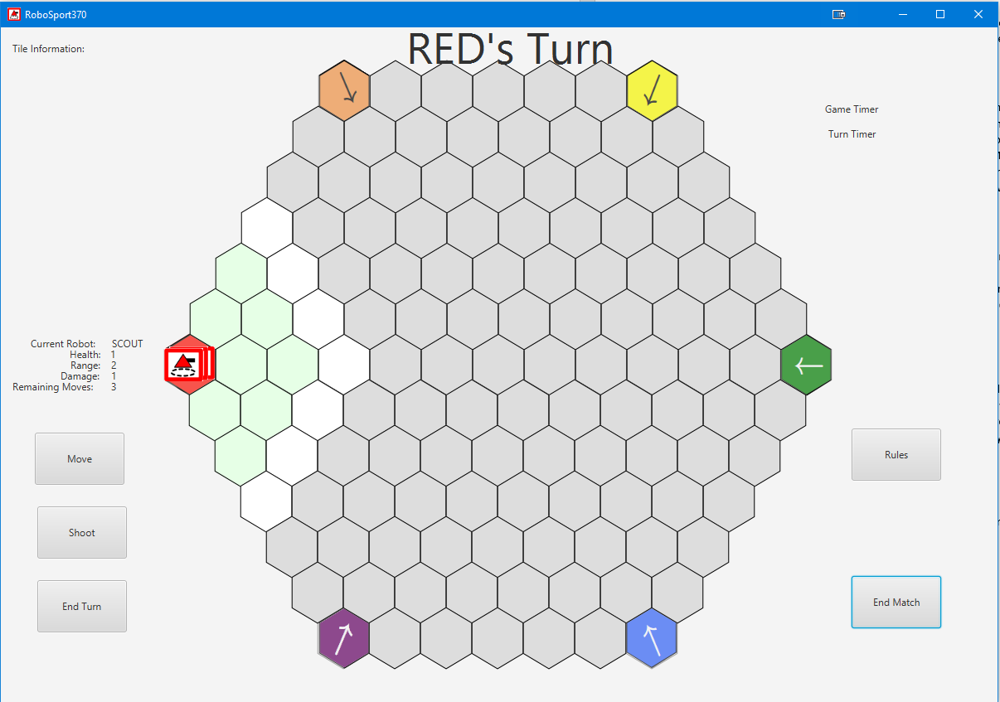 RoboSport370
RED's Turn
Tile Information:
Game Timer
Turn Timer
Current Robot: SCOUT
Health: 1
Range: 2
Damage: 1
Remaining Moves: 3
Move
Shoot
End Turn
Rules
End Match